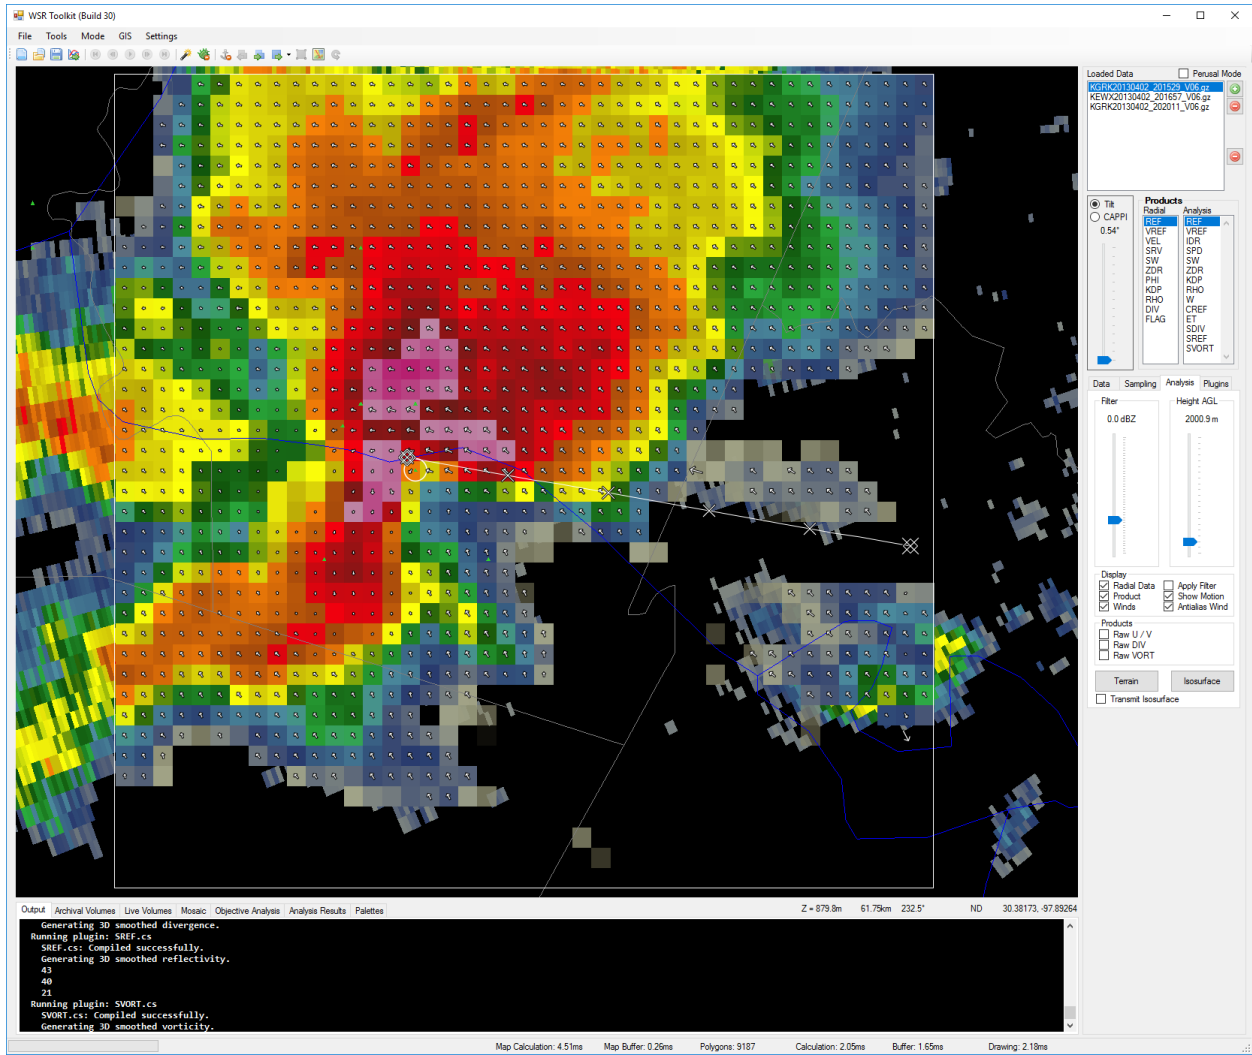 WSR Toolkit (Build 30)
File Tools Mode GIS Settings
Loaded Data Perusal Mode
KGRK20130402_201529_V06.gz
KEWX20130402_201657_V06.gz
KGRK20130402_202011_V06.gz
Tilt
CAPPI
0.54°
Products
Radial Analysis
REF REF
VREF VREF
VEL IDR
SRV SPD
SW SW
ZDR ZDR
PHI KDP
KDP RHO
RHO W
DIV CREF
FLAG ET
SDIV
SREF
SVORT
Data Sampling Analysis Plugins
Filter Height AGL
0.0 dBZ 2000.9 m
Display
Radial Data Apply Filter
Product Show Motion
Winds Antialias Wind
Products
Raw U / V
Raw DIV
Raw VORT
Terrain Isosurface
Transmit Isosurface
Output Archival Volumes Live Volumes Mosaic Objective Analysis Analysis Results Palettes Z = 879.8m 61.75km 232.5° ND 30.38173, -97.89264
Generating 3D smoothed divergence.
Running plugin: SREF.cs
SREF.cs: Compiled successfully.
Generating 3D smoothed reflectivity.
43
40
21
Running plugin: SVORT.cs
SVORT.cs: Compiled successfully.
Generating 3D smoothed vorticity.
Map Calculation: 4.51ms Map Buffer: 0.26ms Polygons: 9187 Calculation: 2.05ms Buffer: 1.65ms Drawing: 2.18ms